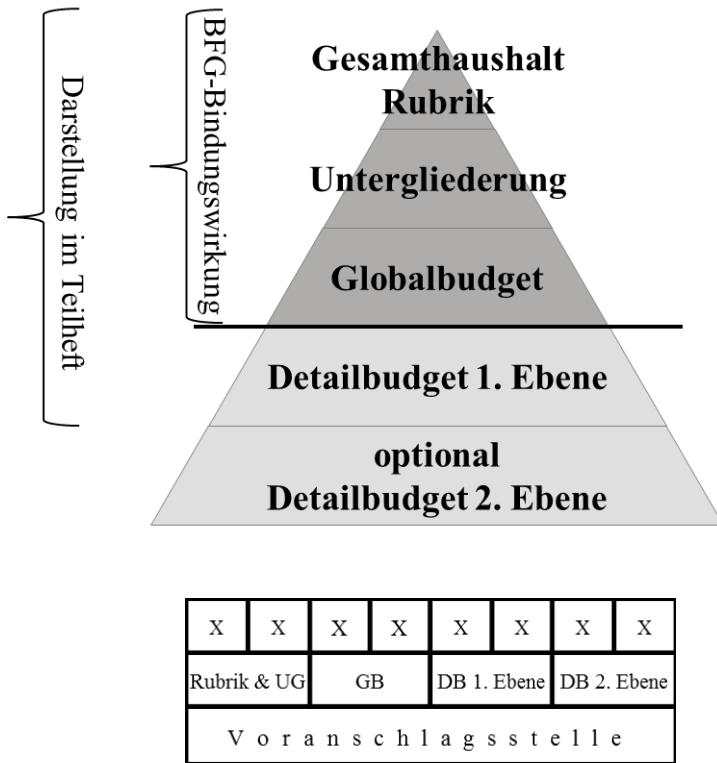 Darstellung im Teilheft
BFG-Bindungswirkung
Gesamthaushalt
Rubrik
Untergliederung
Globalbudget
Detailbudget 1. Ebene
optional
Detailbudget 2. Ebene
X X X X X X X X
Rubrik & UG GB DB 1. Ebene DB 2. Ebene
Voranschlagsstelle